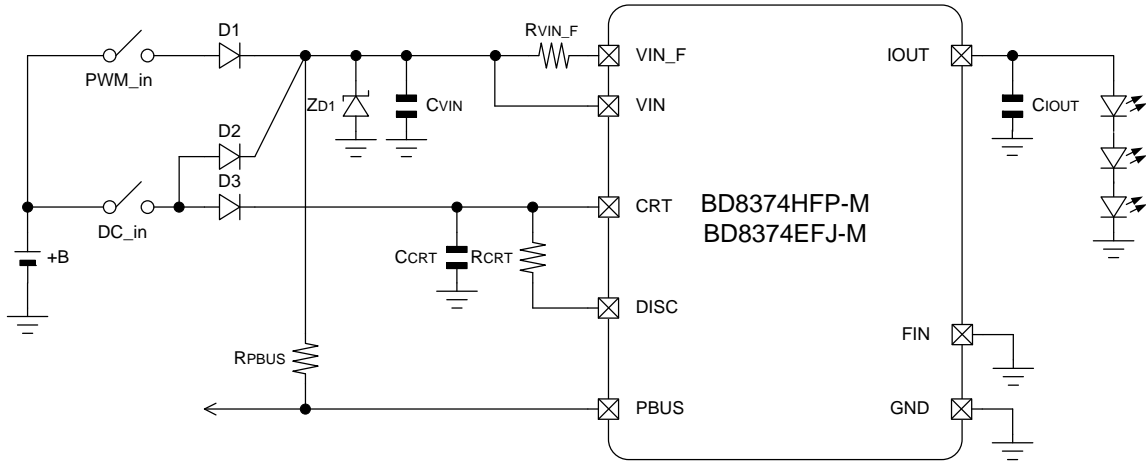 D1
RVIN_F
VIN_F
IOUT
PWM_in
ZD1
CVIN
VIN
CIOUT
D2
D3
CRT
BD8374HFP-M
BD8374EFJ-M
DC_in
+B
CCRT
RCRT
DISC
FIN
RPBUS
PBUS
GND